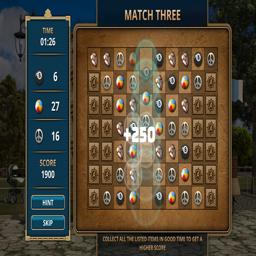 MATCH THREE
TIME
01:26
6
27
16
SCORE
1900
HINT
SKIP
+250
COLLECT ALL THE LISTED ITEMS IN GOOD TIME TO GET A
HIGHER SCORE